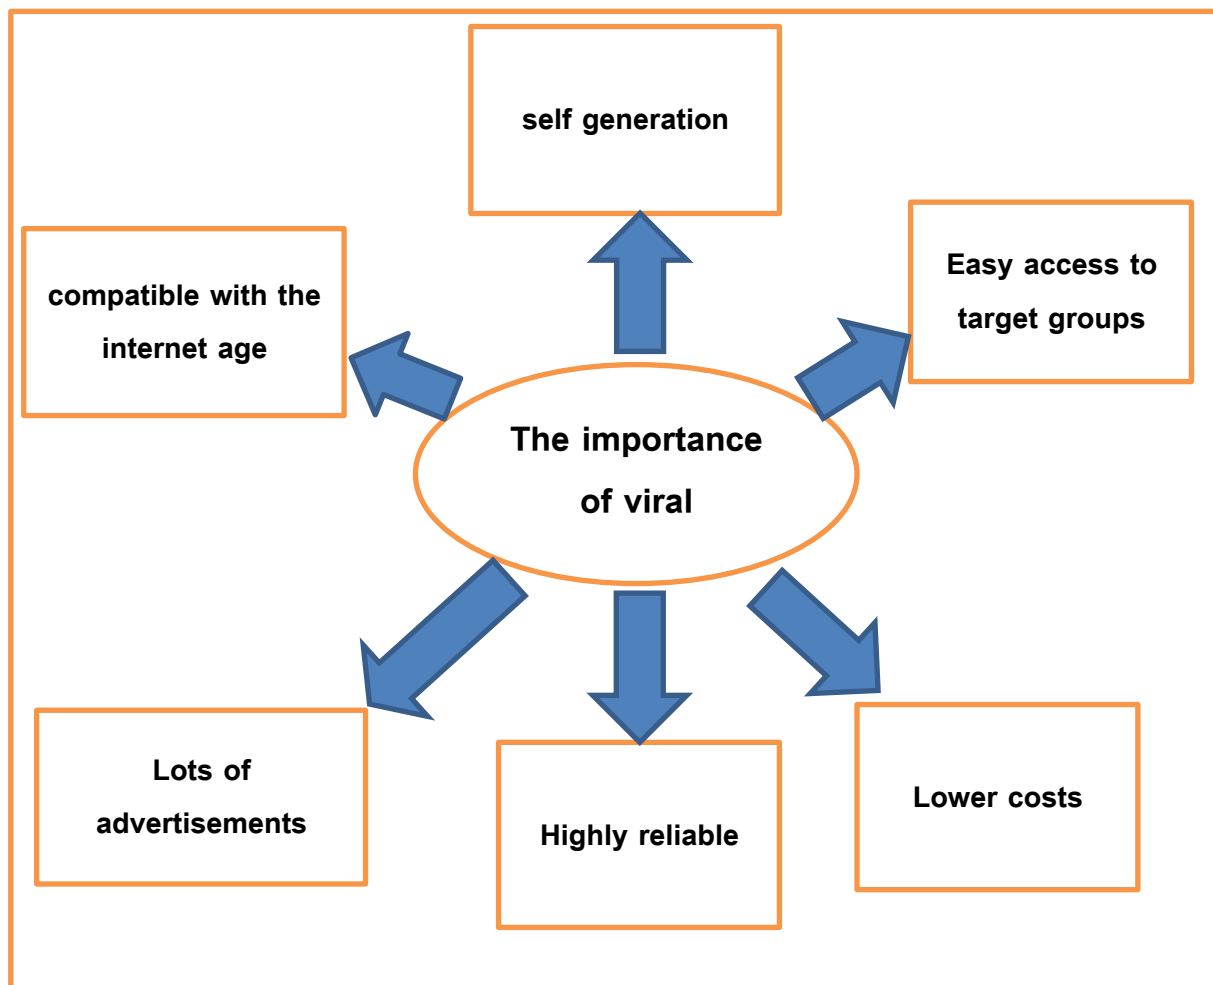 self generation
Easy access to
target groups
compatible with the
internet age
The importance
of viral
Lots of
advertisements
Highly reliable
Lower costs